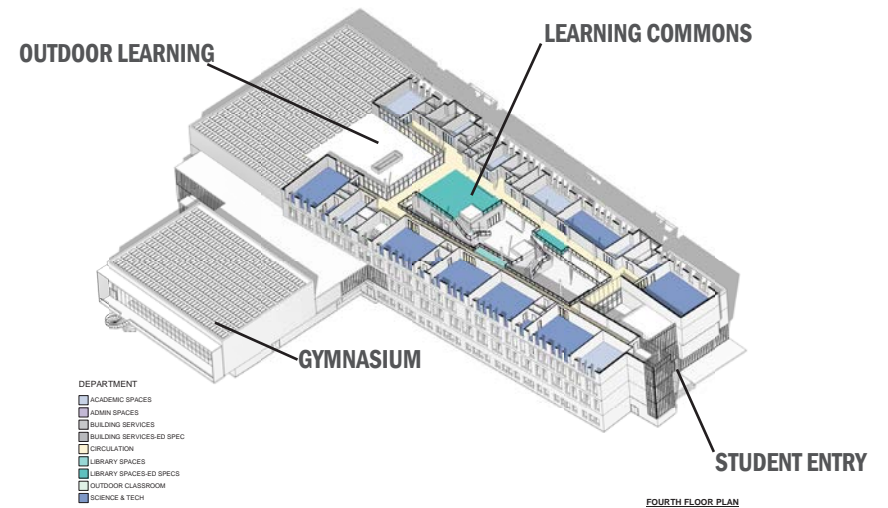 OUTDOOR LEARNING
LEARNING COMMONS
GYMNASIUM
STUDENT ENTRY
DEPARTMENT
ACADEMIC SPACES
ADMIN SPACES
BUILDING SERVICES
BUILDING SERVICES-ED SPEC
CIRCULATION
LIBRARY SPACES
LIBRARY SPACES-ED SPECS
OUTDOOR CLASSROOM
SCIENCE & TECH
FOURTH FLOOR PLAN